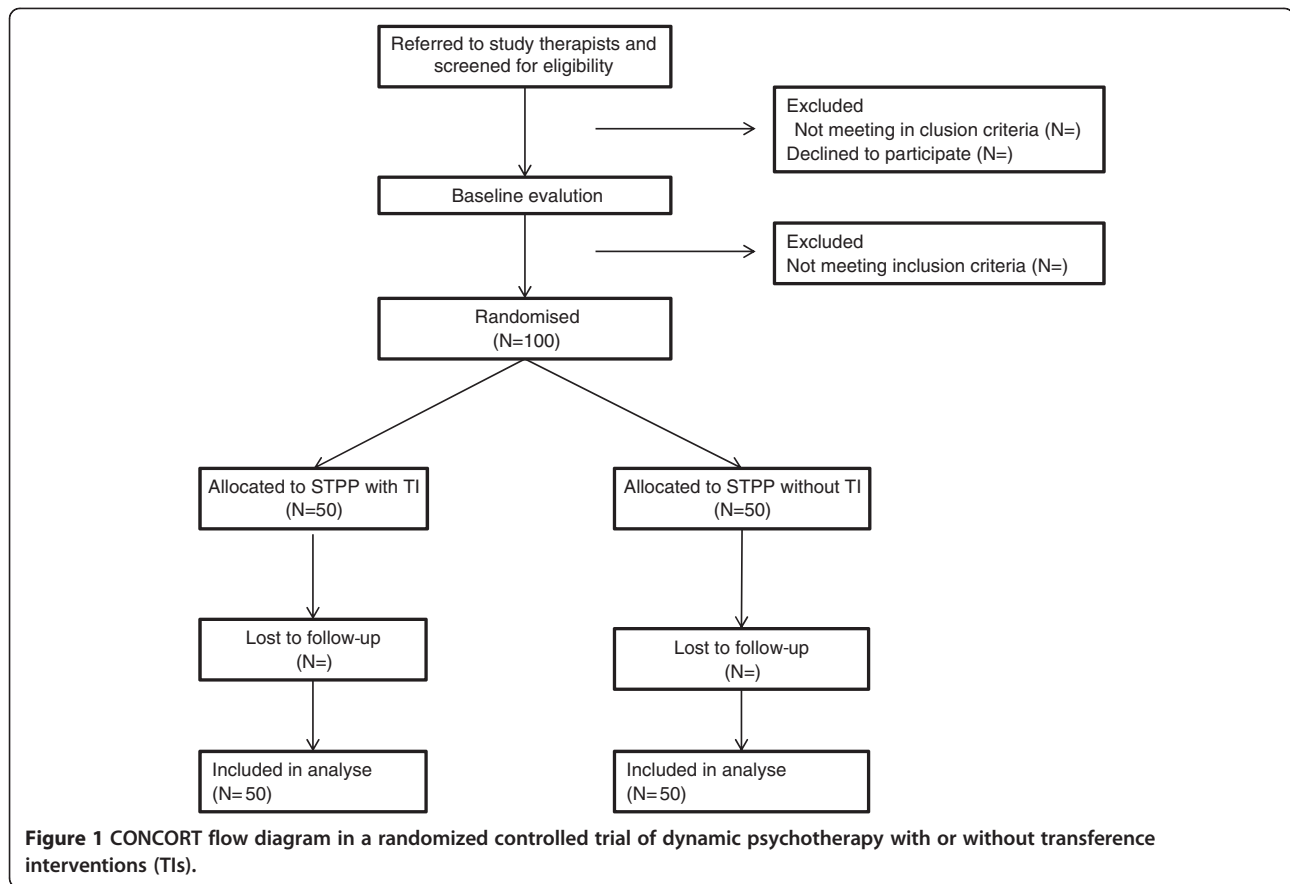 Referred to study therapists and
screened for eligibility
Excluded
Not meeting in clusion criteria (N=)
Declined to participate (N=)
Baseline evalution
Excluded
Not meeting inclusion criteria (N=)
Randomised
(N=100)
Allocated to STPP with TI
(N=50)
Allocated to STPP without TI
(N=50)
Lost to follow-up
(N=)
Lost to follow-up
(N=)
Included in analyse
(N=50)
Included in analyse
(N=50)
Figure 1 CONCORT flow diagram in a randomized controlled trial of dynamic psychotherapy with or without transference
interventions (TIs).